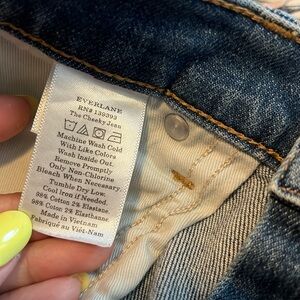 EVERLANE
RN# 139393
The Cheeky Jean
Machine Wash Cold
With Like Colors
Wash Inside Out.
Remove Promptly
Only Non-Chlorine
Bleach When Necessary.
Tumble Dry Low.
Cool Iron if Needed.
98% Cotton 2% Elastane.
98% Coton 2% Elasthanne.
Made in Vietnam
Fabriqué au Viêt-Nam